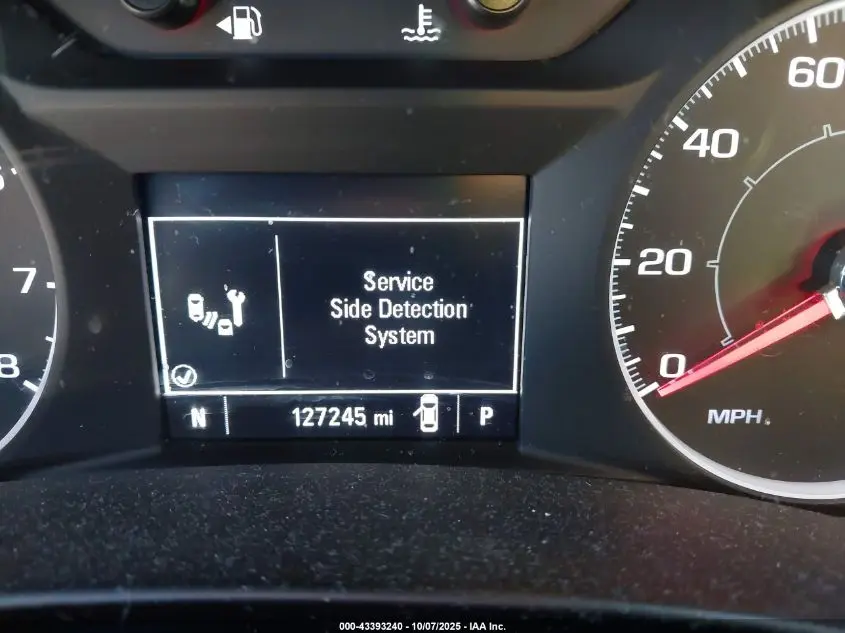 60
40
20
0
MPH
7
8
Service
Side Detection
System
N 127245 mi P
000-43393240 - 10/07/2025 - IAA Inc.